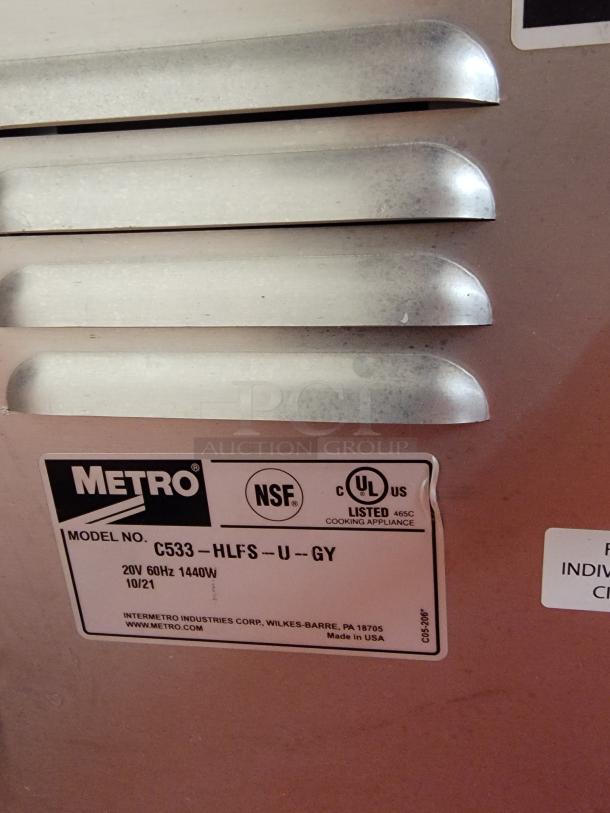 PCi
AUCTION GROUP
METRO®
NSF®
C UL® US
LISTED 465C
COOKING APPLIANCE
MODEL NO. C533-HLFS-U-GY
20V 60Hz 1440W
10/21
INTERMETRO INDUSTRIES CORP., WILKES-BARRE, PA 18705
WWW.METRO.COM
Made in USA
C05-206*
INDIV